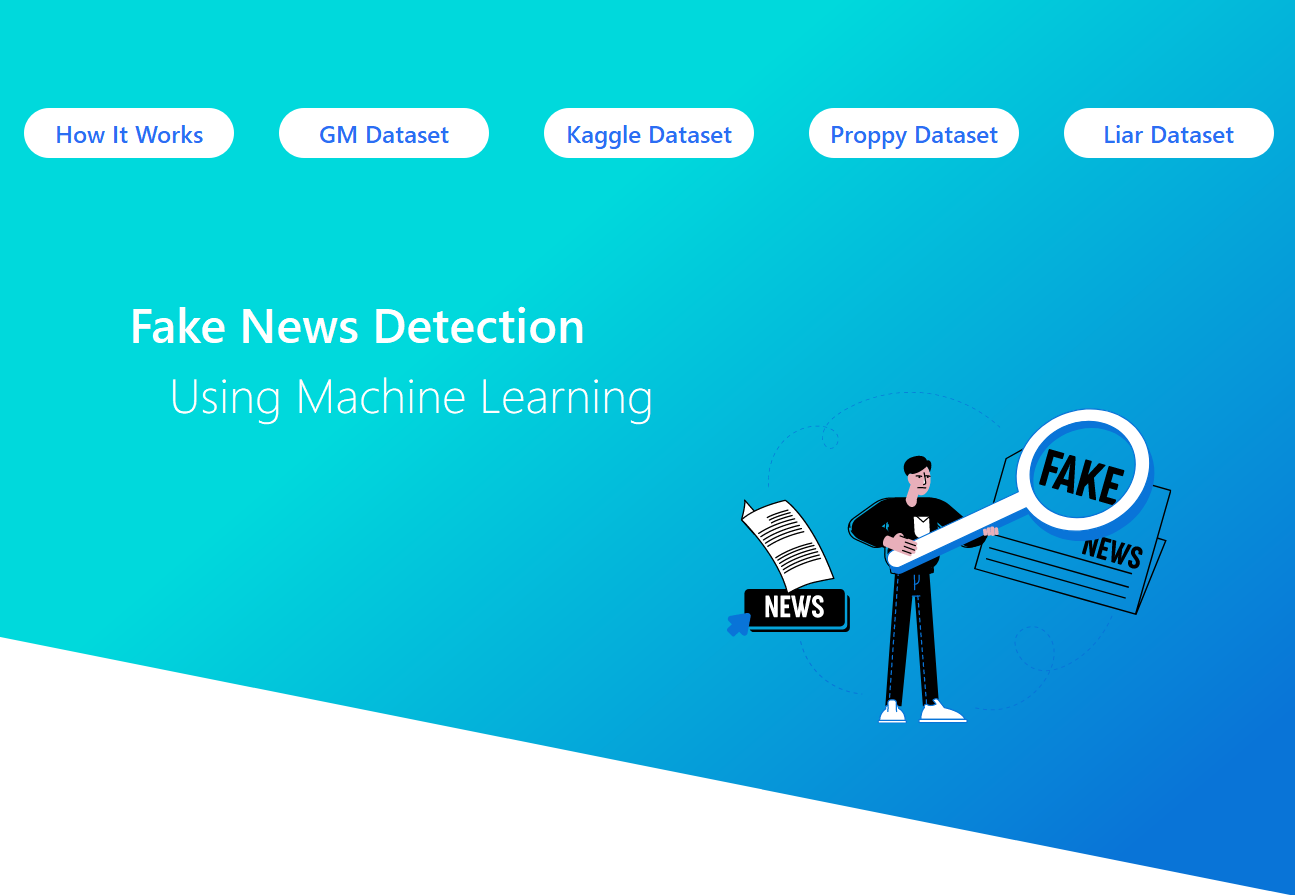 How It Works
GM Dataset
Kaggle Dataset
Proppy Dataset
Liar Dataset
Fake News Detection
Using Machine Learning
FAKE
NEWS
NEWS